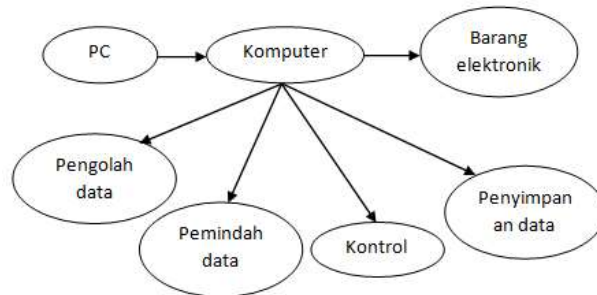 PC
Komputer
Barang
elektronik
Pengolah
data
Pemindah
data
Kontrol
Penyimpan
an data